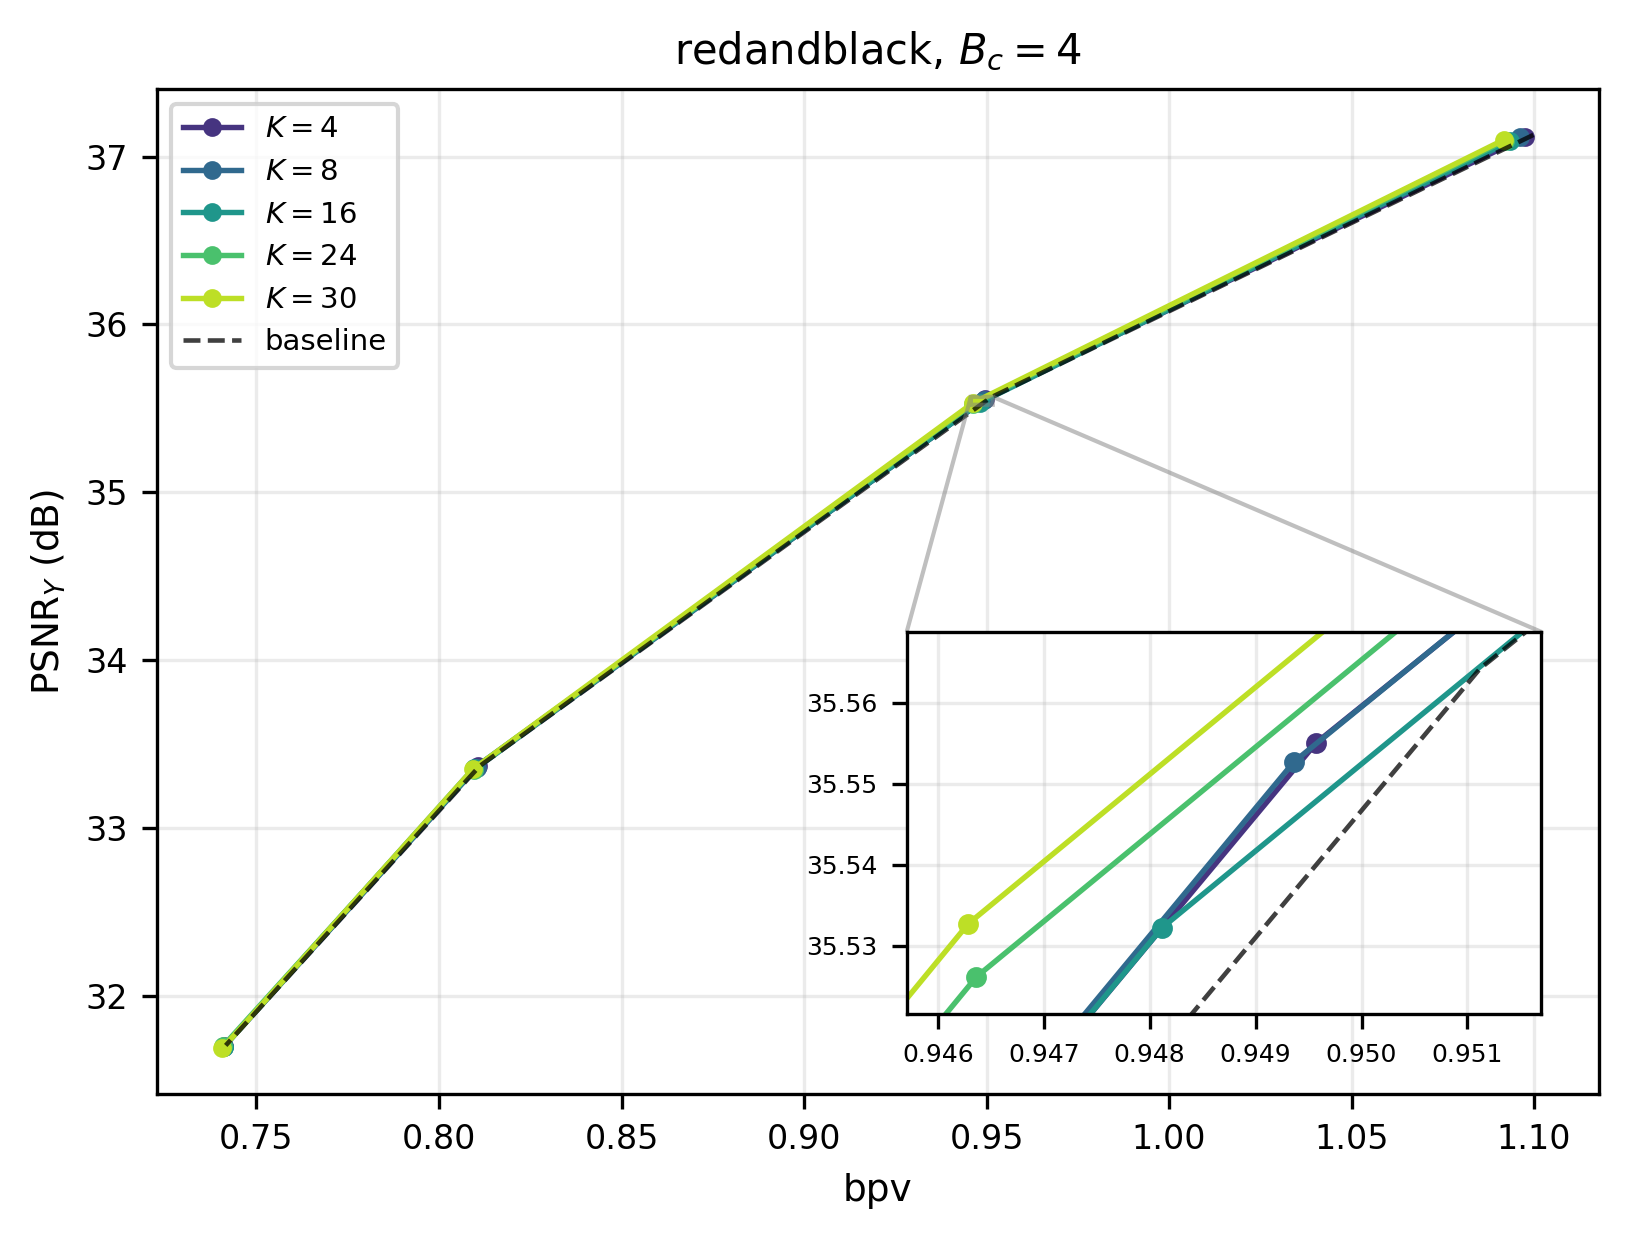 redandblack, $B_c = 4$
K = 4
K = 8
K = 16
K = 24
K = 30
baseline
37
36
35
34
33
32
PSNR_Y (dB)
35.56
35.55
35.54
35.53
0.946 0.947 0.948 0.949 0.950 0.951
0.75 0.80 0.85 0.90 0.95 1.00 1.05 1.10
bpv